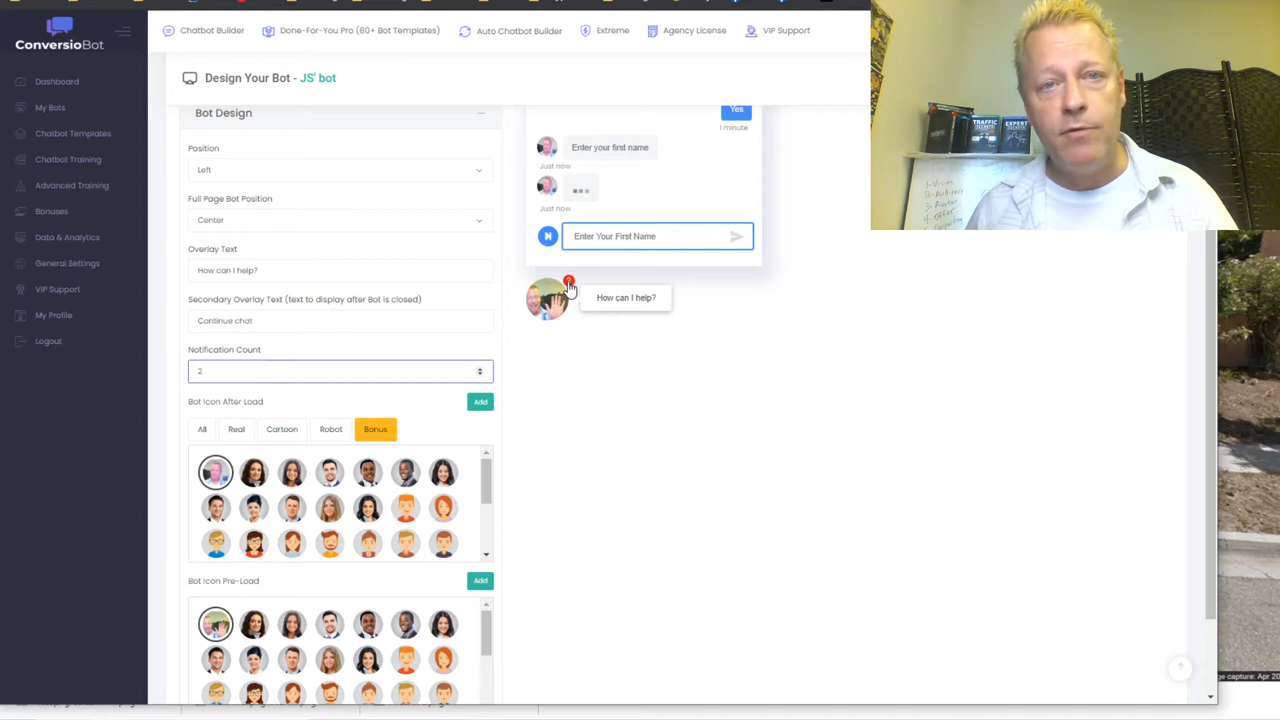 ConversioBot
Chatbot Builder
Done-For-You Pro (80+ Bot Templates)
Auto Chatbot Builder
Extreme
Agency License
VIP Support
Dashboard
My Bots
Chatbot Templates
Chatbot Training
Advanced Training
Bonuses
Data & Analytics
General Settings
VIP Support
My Profile
Logout
Design Your Bot - JS' bot
Bot Design
Position
Left
Full Page Bot Position
Center
Overlay Text
How can I help?
Secondary Overlay Text (text to display after Bot is closed)
Continue chat
Notification Count
2
Bot Icon After Load
Add
All
Real
Cartoon
Robot
Bonus
Bot Icon Pre-Load
Add
Yes
1 minute
Enter your first name
Just now
Just now
Enter Your First Name
How can I help?
TRAFFIC
SECRETS
EXPERT
SECRETS